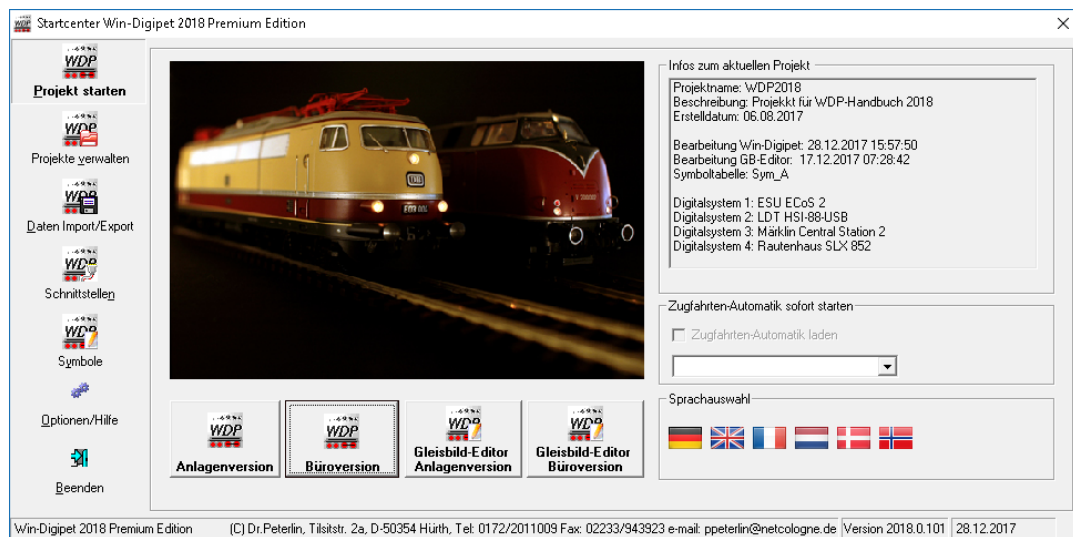 Startcenter Win-Digipet 2018 Premium Edition
WDP
Projekt starten
WDP
Projekte verwalten
WDP
Daten Import/Export
WDP
Schnittstellen
WDP
Symbole
Optionen/Hilfe
Beenden
WDP
Anlagenversion
WDP
Büroversion
WDP
Gleisbild-Editor
Anlagenversion
WDP
Gleisbild-Editor
Büroversion
Infos zum aktuellen Projekt
Projektname: WDP2018
Beschreibung: Projekkt für WDP-Handbuch 2018
Erstelldatum: 06.08.2017
Bearbeitung Win-Digipet: 28.12.2017 15:57:50
Bearbeitung GB-Editor: 17.12.2017 07:28:42
Symboltabelle: Sym_A
Digitalsystem 1: ESU ECoS 2
Digitalsystem 2: LDT HSI-88-USB
Digitalsystem 3: Märklin Central Station 2
Digitalsystem 4: Rautenhaus SLX 852
Zugfahrten-Automatik sofort starten
Zugfahrten-Automatik laden
Sprachauswahl
Win-Digipet 2018 Premium Edition (C) Dr.Peterlin, Tilsitstr. 2a, D-50354 Hürth, Tel: 0172/2011009 Fax: 02233/943923 e-mail: ppeterlin@netcologne.de Version 2018.0.101 28.12.2017